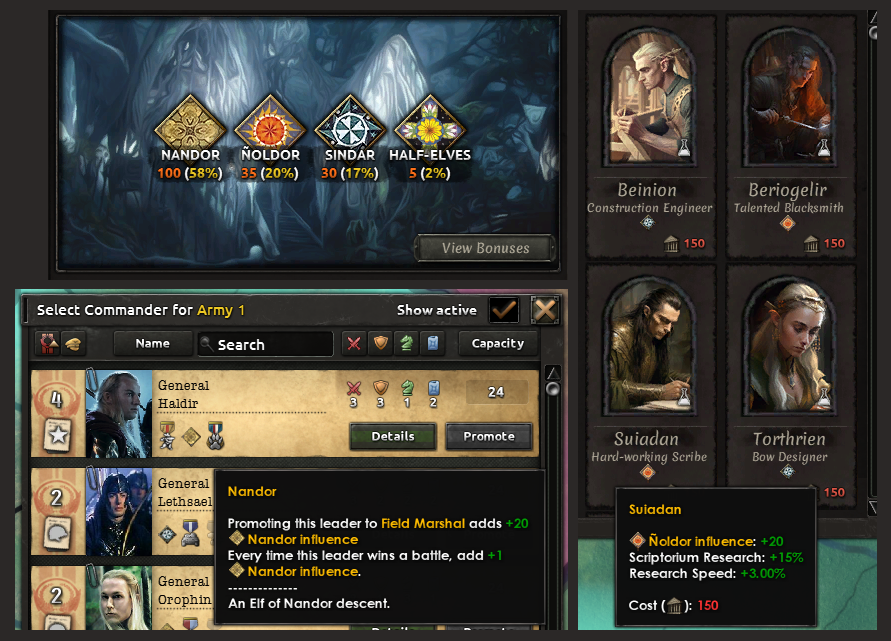 NANDOR
ÑOLDOR
SINDAR
HALF-ELVES
100 (58%)
35 (20%)
30 (17%)
5 (2%)
View Bonuses
Select Commander for Army 1
Show active
Name
Search
Capacity
4
General
Haldir
3
3
1
2
24
Details
Promote
2
General
Lethsael
2
General
Orophin
Nandor
Promoting this leader to Field Marshal adds +20
Nandor influence
Every time this leader wins a battle, add +1
Nandor influence.
--------------
An Elf of Nandor descent.
Beinion
Construction Engineer
150
Beriogelir
Talented Blacksmith
150
Suiadan
Hard-working Scribe
Torthrien
Bow Designer
150
Suiadan
Ñoldor influence: +20
Scriptorium Research: +15%
Research Speed: +3.00%
Cost ( ): 150